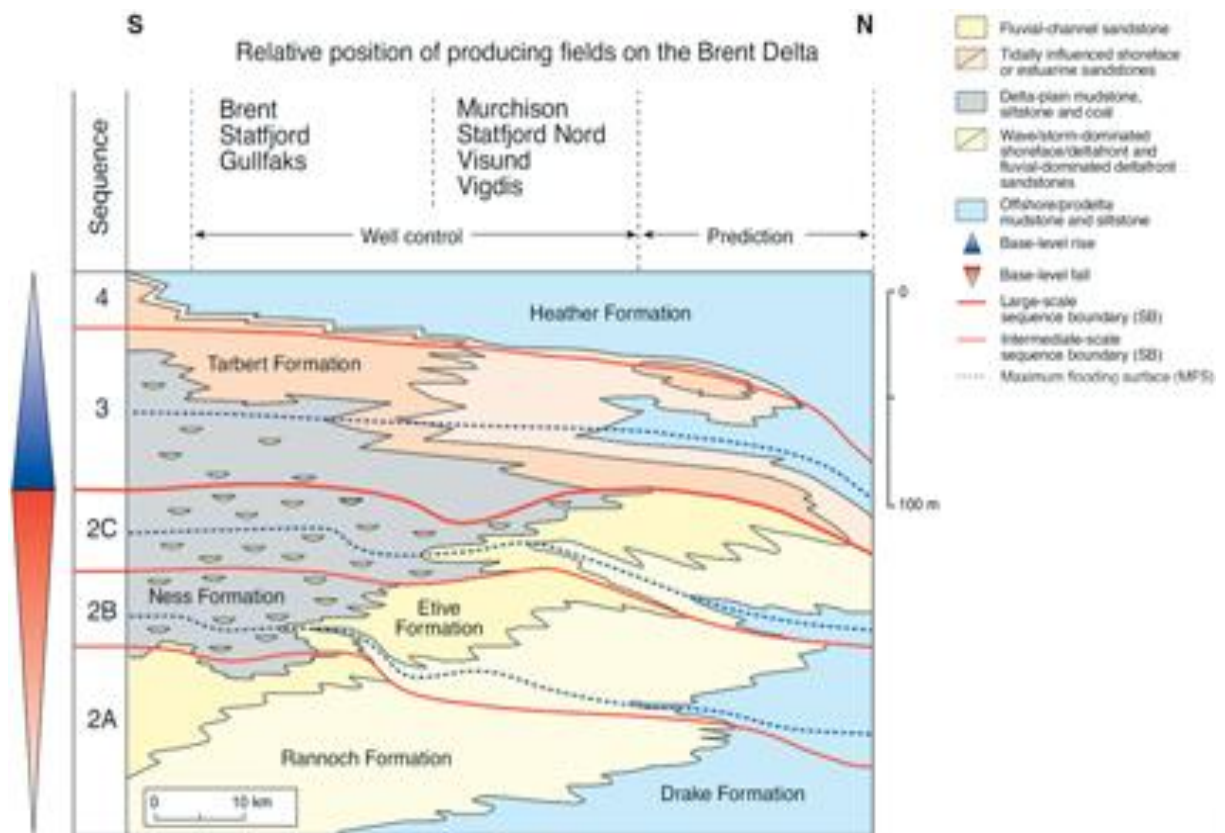 S
N
Relative position of producing fields on the Brent Delta
Brent
Statfjord
Gullfaks
Murchison
Statfjord Nord
Visund
Vigdis
Sequence
Well control
Prediction
4
3
2C
2B
2A
Heather Formation
Tarbert Formation
Ness Formation
Etive
Formation
Rannoch Formation
Drake Formation
0
100 m
0 10 km
Fluvial-channel sandstone
Tidally influenced shoreface
or estuarine sandstones
Delta-plain mudstone,
siltstone and coal
Wave/storm-dominated
shoreface/deltafront and
fluvial-dominated deltafront
sandstones
Offshore/prodelta
mudstone and siltstone
Base-level rise
Base-level fall
Large-scale
sequence boundary (SB)
Intermediate-scale
sequence boundary (SB)
Maximum flooding surface (MFS)